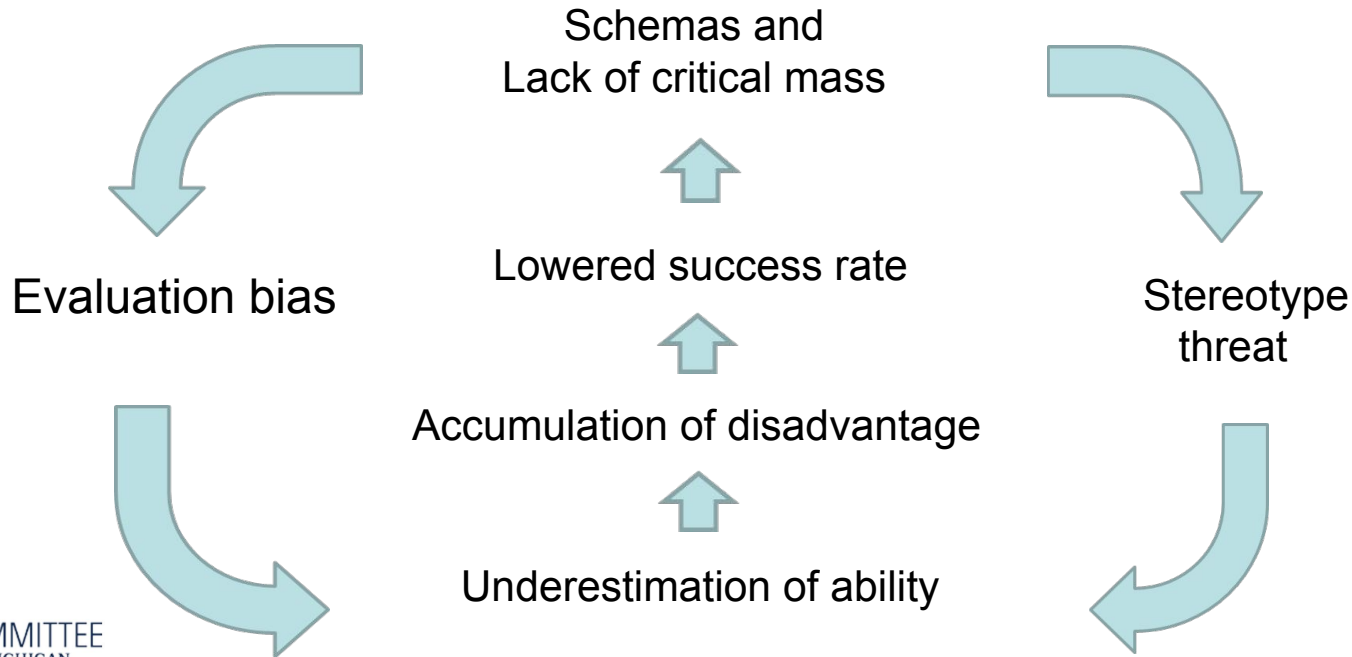 Schemas and
Lack of critical mass
Lowered success rate
Evaluation bias
Stereotype
threat
Accumulation of disadvantage
Underestimation of ability
MMITTEE